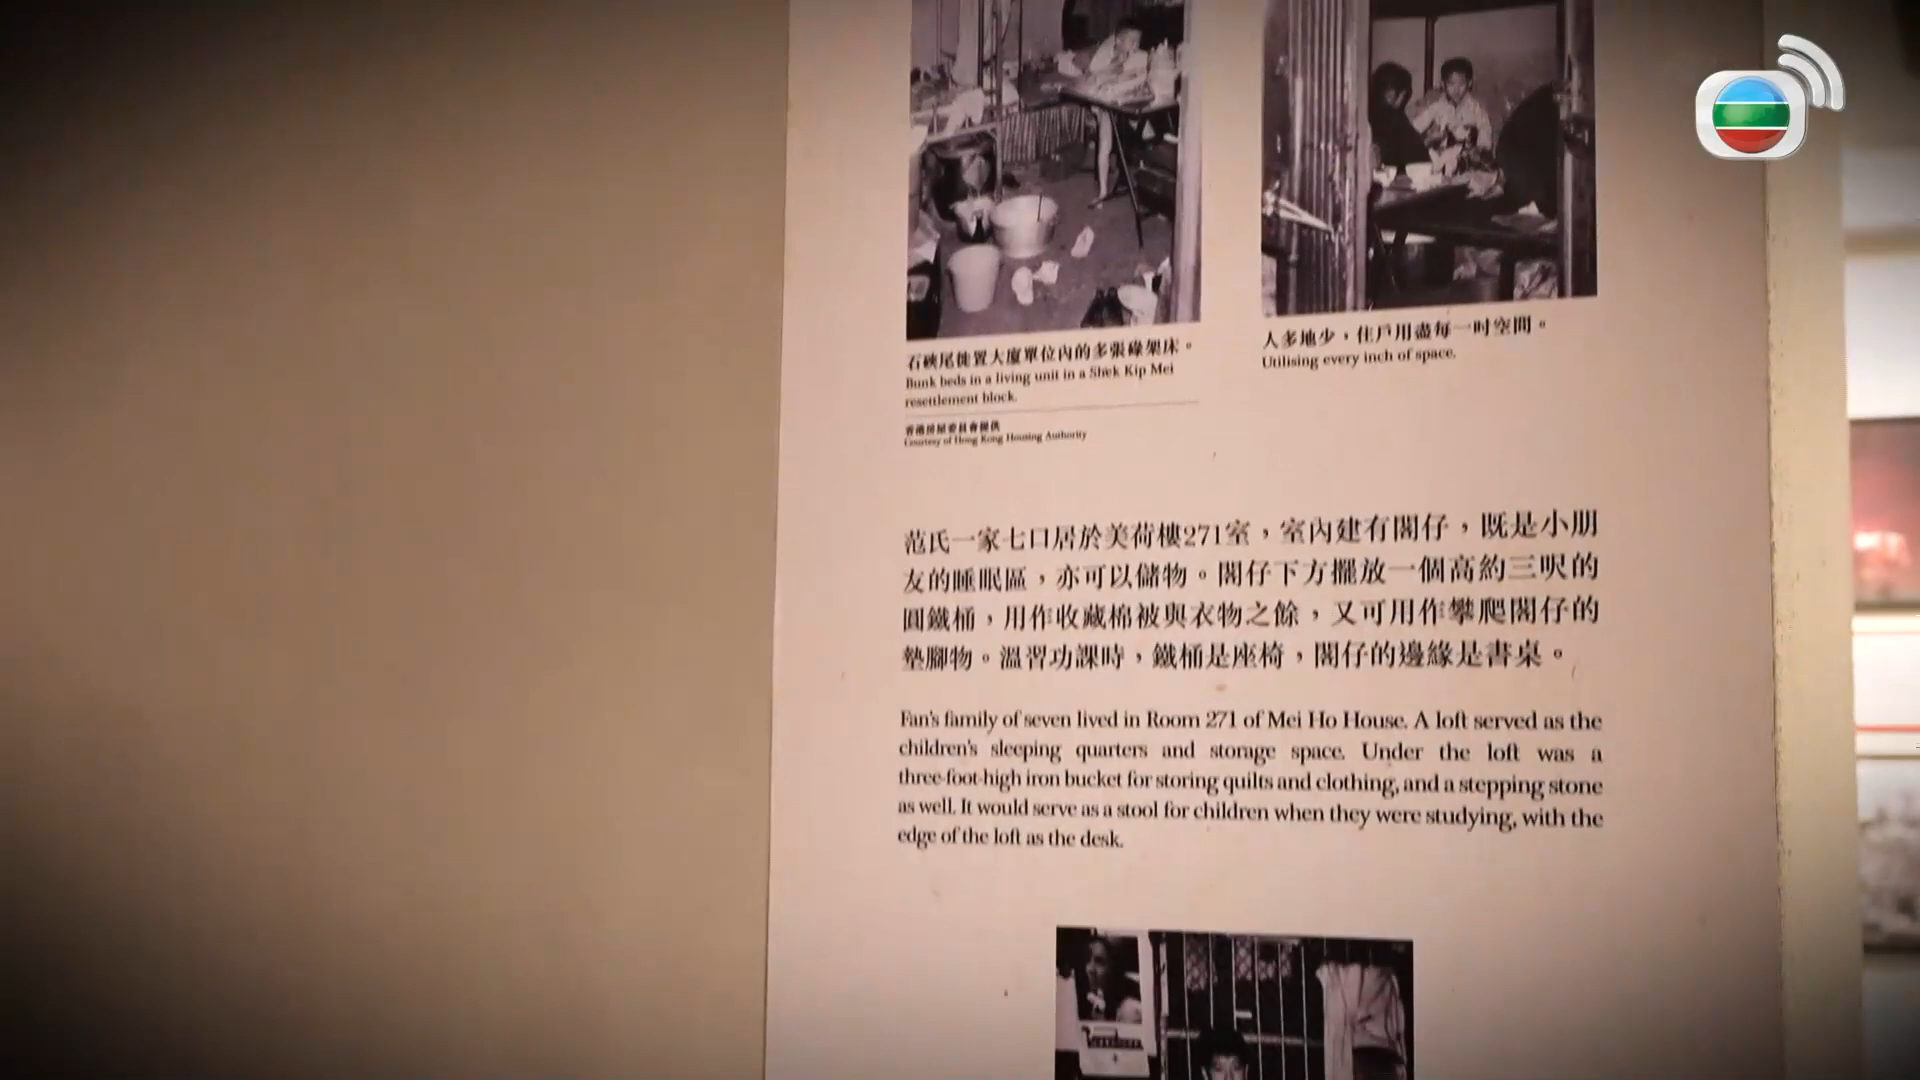 石硤尾徙置大廈單位內的多張碌架床。
Bunk beds in a living unit in a Shek Kip Mei
resettlement block.
香港房屋委員會提供
Courtesy of Hong Kong Housing Authority
人多地少，住戶用盡每一吋空間。
Utilising every inch of space.
范氏一家七口居於美荷樓271室，室內建有閣仔，既是小朋
友的睡眠區，亦可以儲物。閣仔下方擺放一個高約三呎的
圓鐵桶，用作收藏棉被與衣物之餘，又可用作攀爬閣仔的
墊腳物。溫習功課時，鐵桶是座椅，閣仔的邊緣是書桌。
Fan's family of seven lived in Room 271 of Mei Ho House. A loft served as the
children's sleeping quarters and storage space. Under the loft was a
three-foot-high iron bucket for storing quilts and clothing, and a stepping stone
as well. It would serve as a stool for children when they were studying, with the
edge of the loft as the desk.